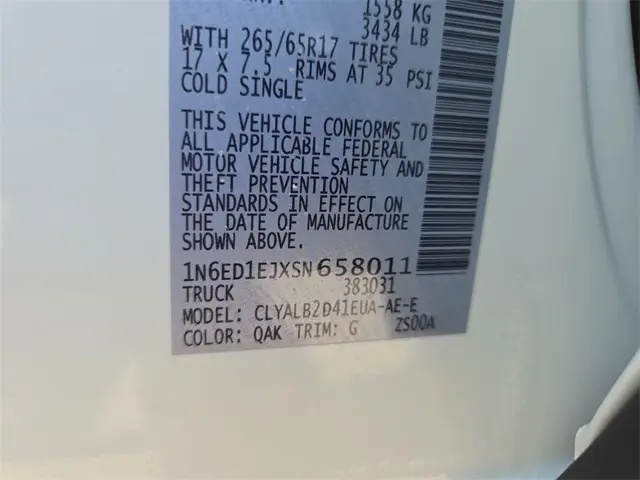 1558 KG
3434 LB
WITH 265/65R17 TIRES
17 X 7.5 RIMS AT 35 PSI
COLD SINGLE
THIS VEHICLE CONFORMS TO
ALL APPLICABLE FEDERAL
MOTOR VEHICLE SAFETY AND
THEFT PREVENTION
STANDARDS IN EFFECT ON
THE DATE OF MANUFACTURE
SHOWN ABOVE.
1N6ED1EJXSN658011
TRUCK 383031
MODEL: CLYALB2D41EUA-AE-E
COLOR: QAK TRIM: G ZS00A